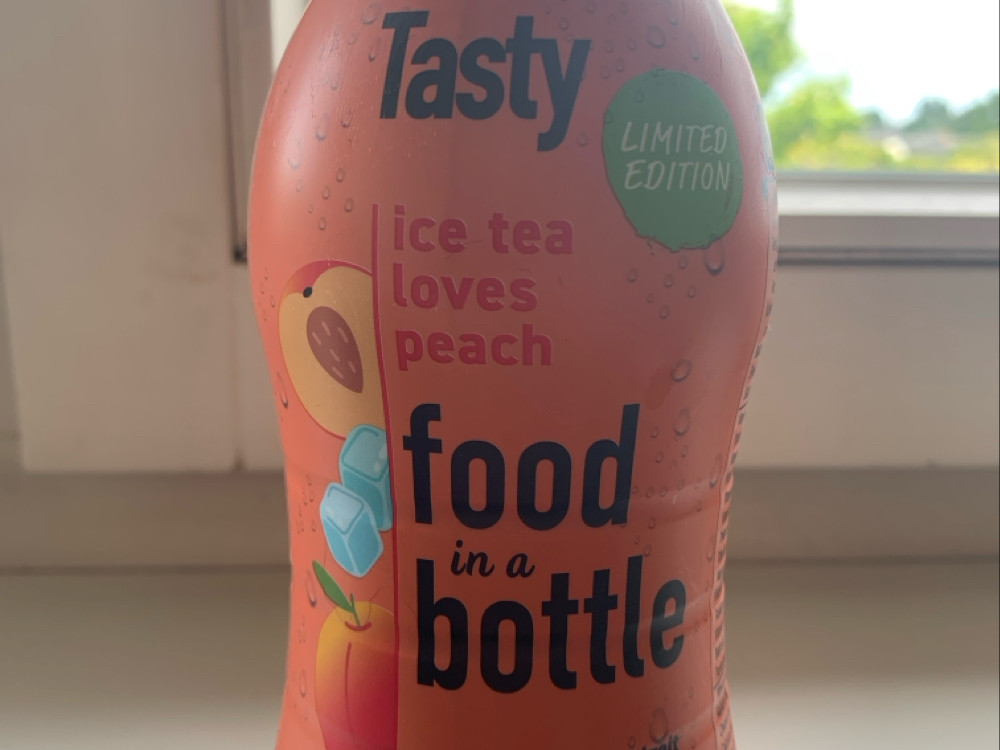 Tasty
LIMITED
EDITION
ice tea
loves
peach
food
in a
bottle